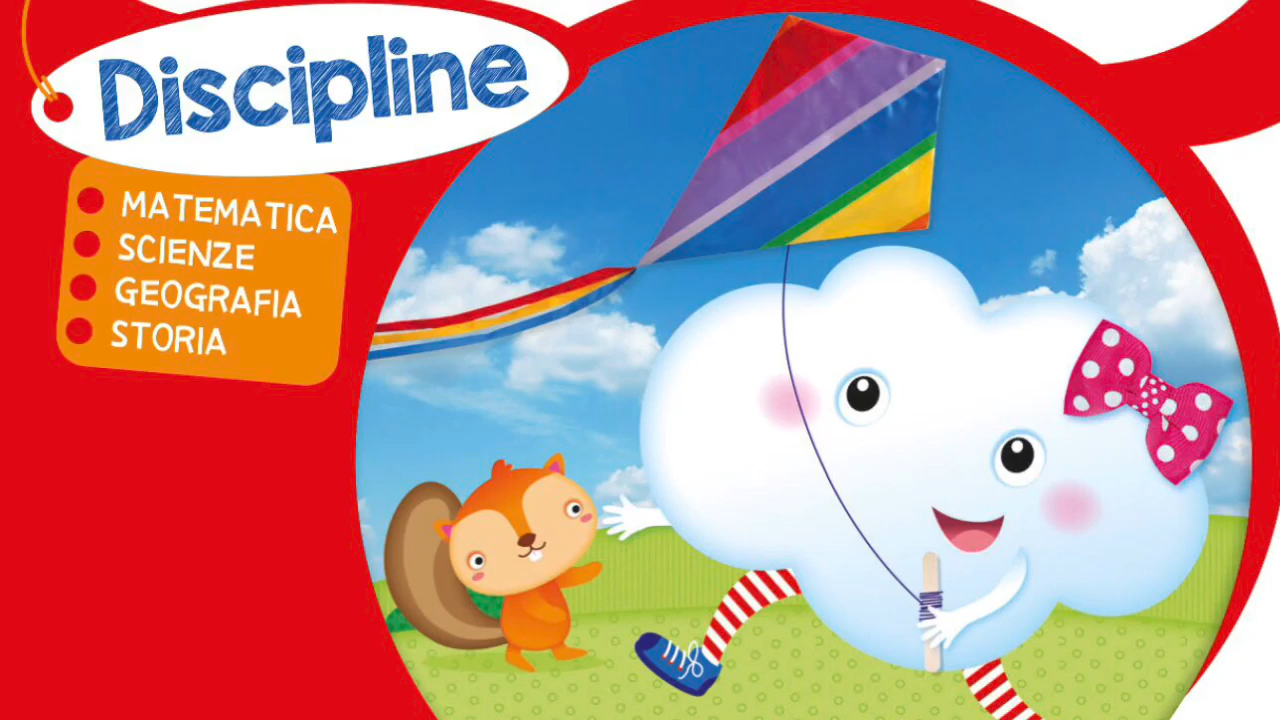 Discipline
MATEMATICA
SCIENZE
GEOGRAFIA
STORIA